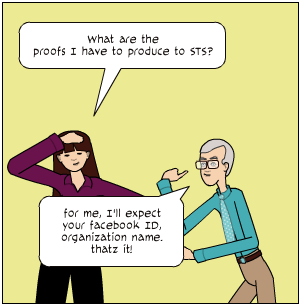 What are the
proofs I have to produce to STS?
for me, I'll expect
your facebook ID,
organization name.
thatz it!